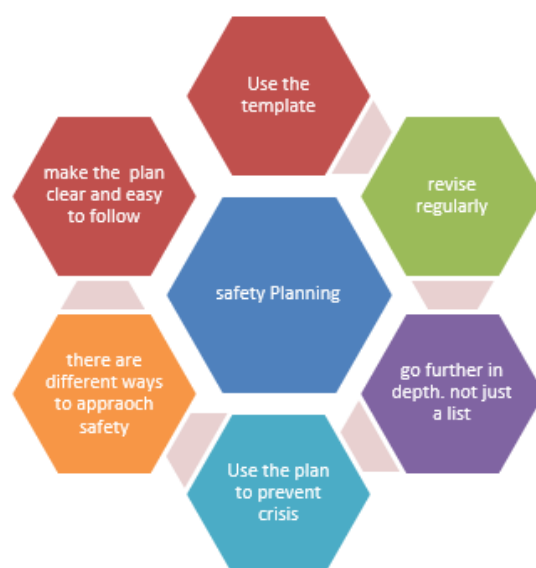 Use the
template
revise
regularly
go further in
depth. not just
a list
Use the plan
to prevent
crisis
there are
different ways
to appraoch
safety
make the  plan
clear and easy
to follow
safety Planning